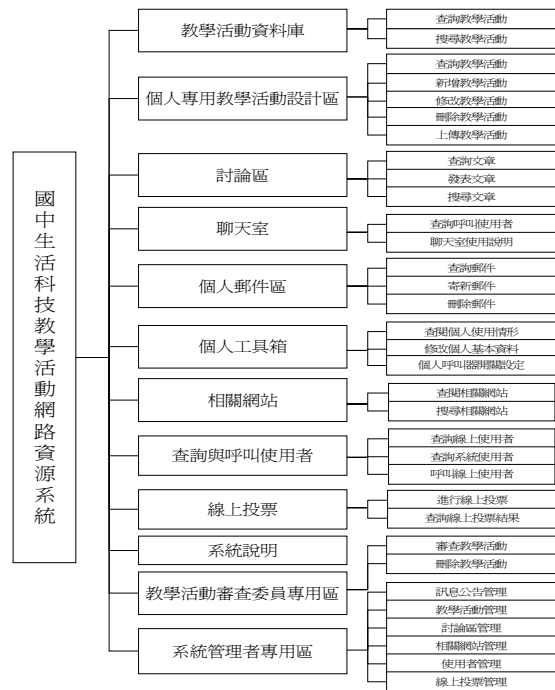 國中生活科技教學活動網路資源系統
教學活動資料庫
查詢教學活動
搜尋教學活動
個人專用教學活動設計區
查詢教學活動
新增教學活動
修改教學活動
刪除教學活動
上傳教學活動
討論區
查詢文章
發表文章
搜尋文章
聊天室
查詢呼叫使用者
聊天室使用說明
個人郵件區
查詢郵件
寄新郵件
刪除郵件
個人工具箱
查閱個人使用情形
修改個人基本資料
個人呼叫器開關設定
相關網站
查閱相關網站
搜尋相關網站
查詢與呼叫使用者
查詢線上使用者
查詢系統使用者
呼叫線上使用者
線上投票
進行線上投票
查詢線上投票結果
系統說明
教學活動審查委員專用區
審查教學活動
刪除教學活動
系統管理者專用區
訊息公告管理
教學活動管理
討論區管理
相關網站管理
使用者管理
線上投票管理